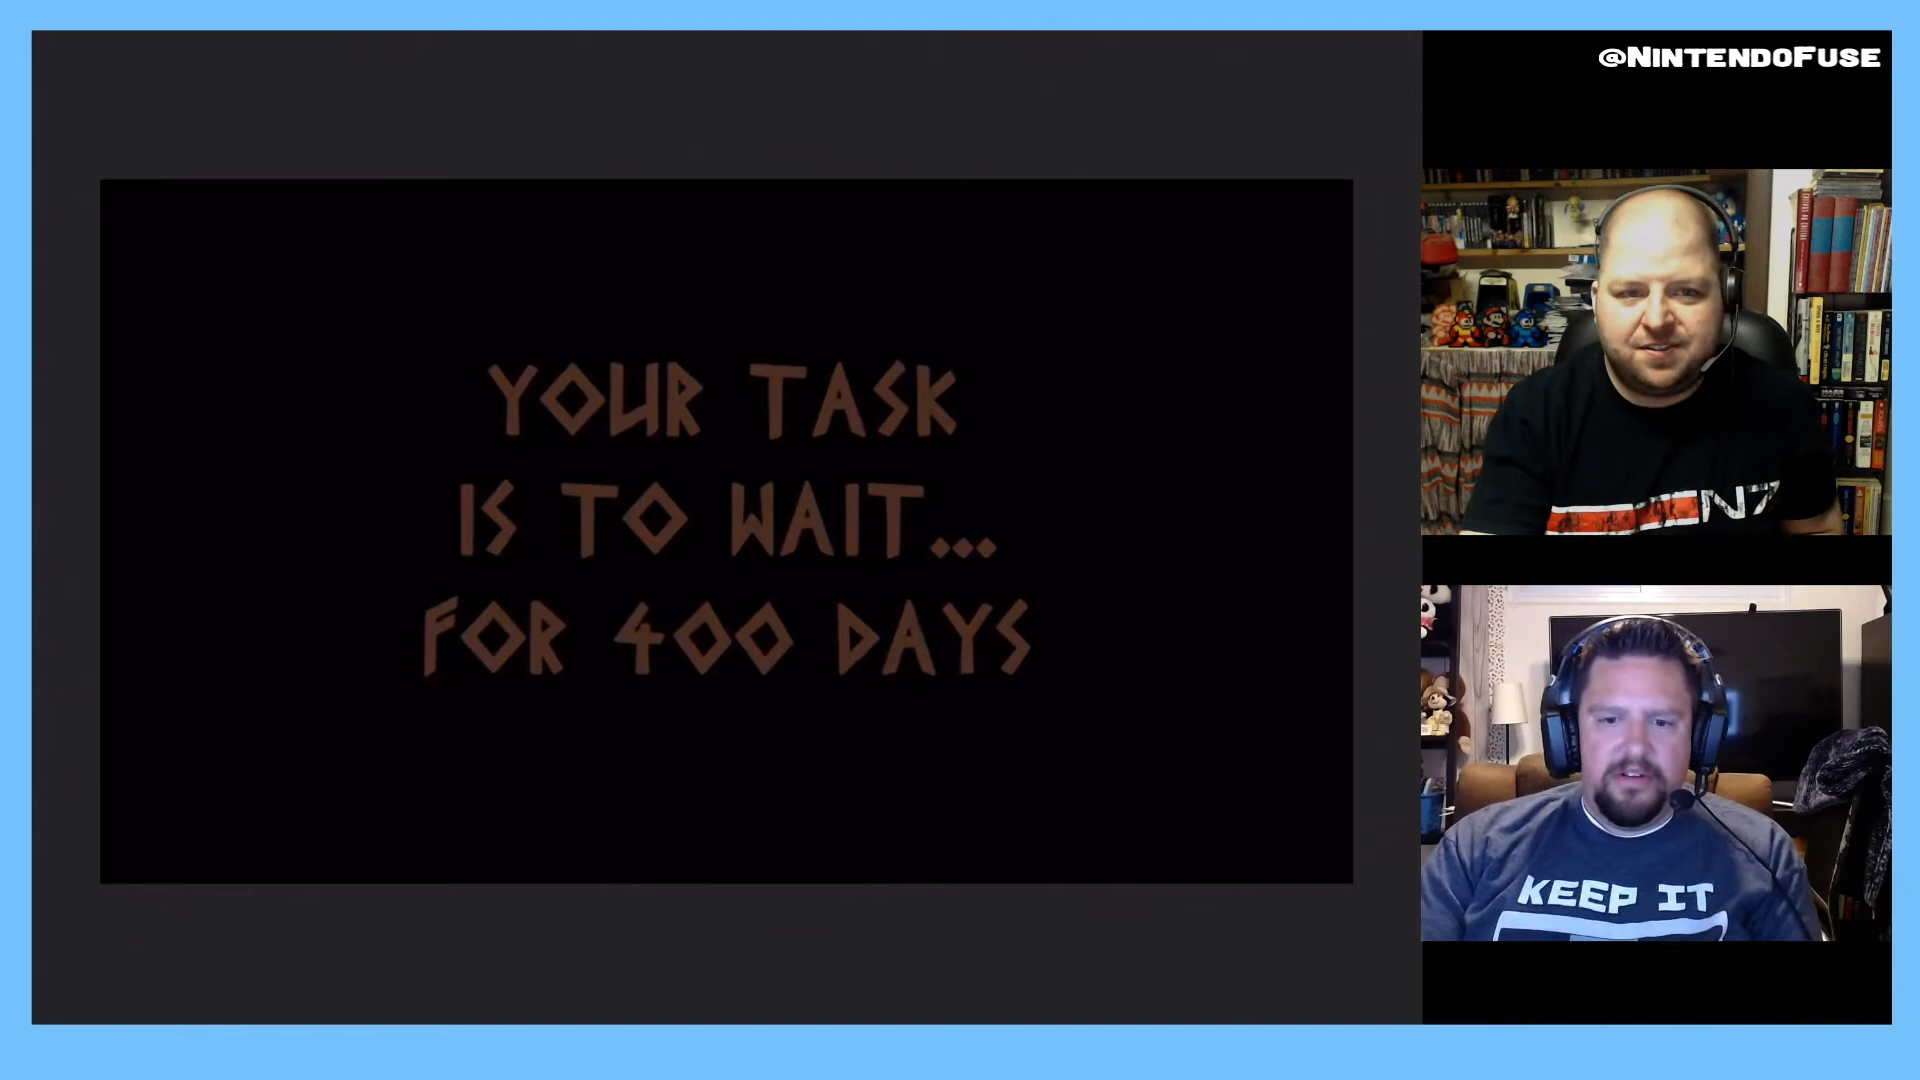 @NintendoFuse
YOUR TASK
IS TO WAIT...
FOR 400 DAYS
N7
KEEP IT